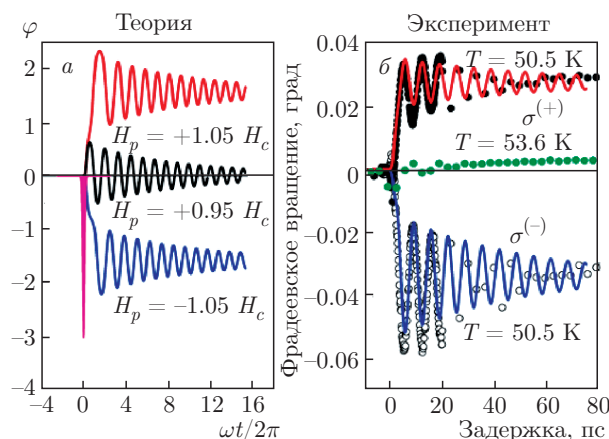 Теория
φ
а
2
1
0
−1
−2
−3
−4
H_p = +1.05 H_c
H_p = +0.95 H_c
H_p = −1.05 H_c
−4 0 4 8 12 16
ωt/2π
Эксперимент
Фрадеевское вращение, град
б
0.04
0.02
0
−0.02
−0.04
−0.06
T = 50.5 K
σ^(+)
T = 53.6 K
σ^(−)
T = 50.5 K
0 20 40 60 80
Задержка, пс